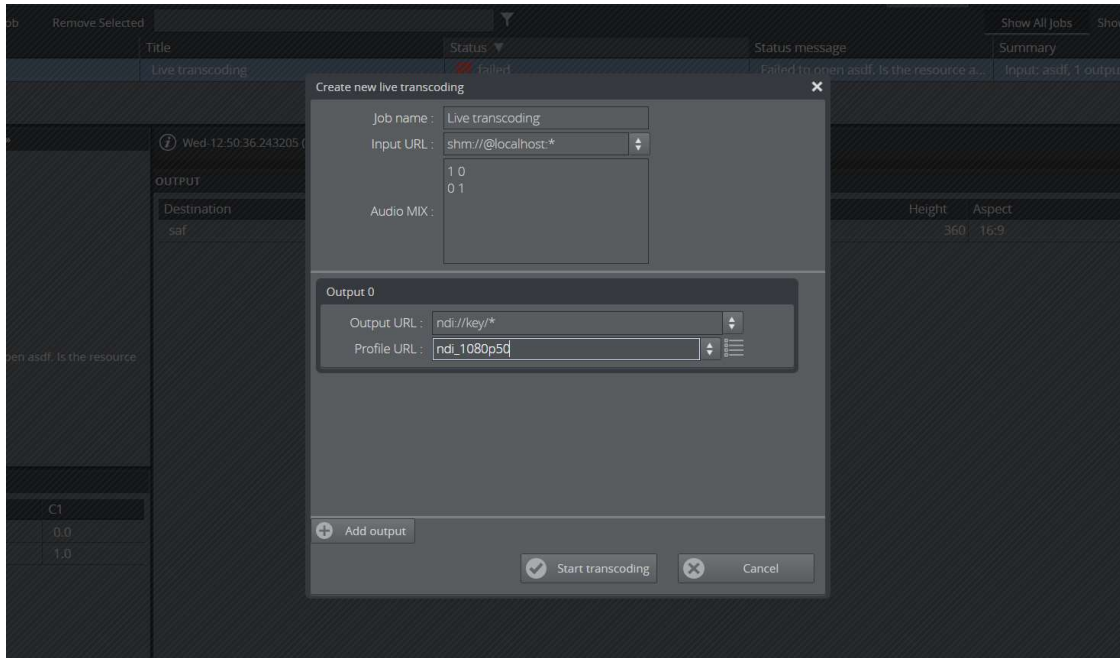 ob Remove Selected Show All Jobs Sho
Title Status ▼ Status message Summary
Live transcoding failed Failed to open asdf. Is the resource a... Input: asdf, 1 outpu
Create new live transcoding
Job name : Live transcoding
Input URL : shm://@localhost:*
Audio MIX :
1 0
0 1
Wed-12:50:36.243205 (
OUTPUT
Destination Height Aspect
saf 360 16:9
Output 0
Output URL : ndi://key/*
Profile URL : ndi_1080p50
pen asdf. Is the resource
C1
0.0
1.0
Add output
Start transcoding Cancel